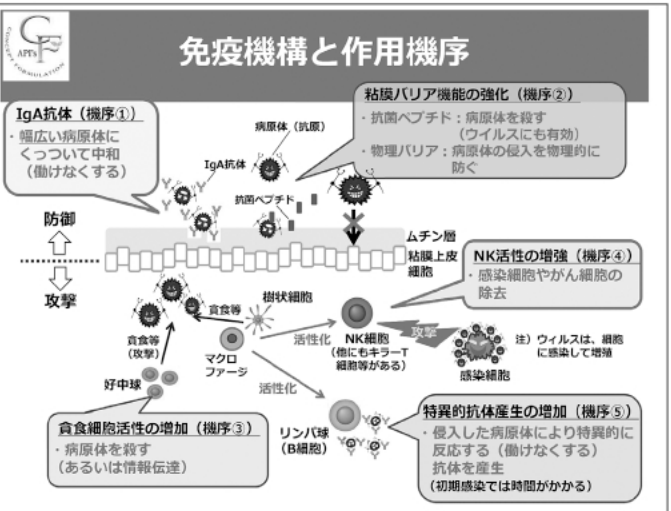 CF
API's
CONCEPT FORMULATION
免疫機構と作用機序
IgA抗体（機序①）
・幅広い病原体に
くっついて中和
（働けなくする）
病原体（抗原）
IgA抗体
抗菌ペプチド
粘膜バリア機能の強化（機序②）
・抗菌ペプチド：病原体を殺す
（ウイルスにも有効）
・物理バリア：病原体の侵入を物理的に
防ぐ
防御
攻撃
ムチン層
粘膜上皮
細胞
NK活性の増強（機序④）
・感染細胞やがん細胞の
除去
貪食等
樹状細胞
貪食等
（攻撃）
好中球
マクロ
ファージ
活性化
NK細胞
（他にもキラーT
細胞等がある）
攻撃
感染細胞
注）ウィルスは、細胞
に感染して増殖
活性化
リンパ球
（B細胞）
貪食細胞活性の増加（機序③）
・病原体を殺す
（あるいは情報伝達）
特異的抗体産生の増加（機序⑤）
・侵入した病原体により特異的に
反応する（働けなくする）
抗体を産生
（初期感染では時間がかかる）